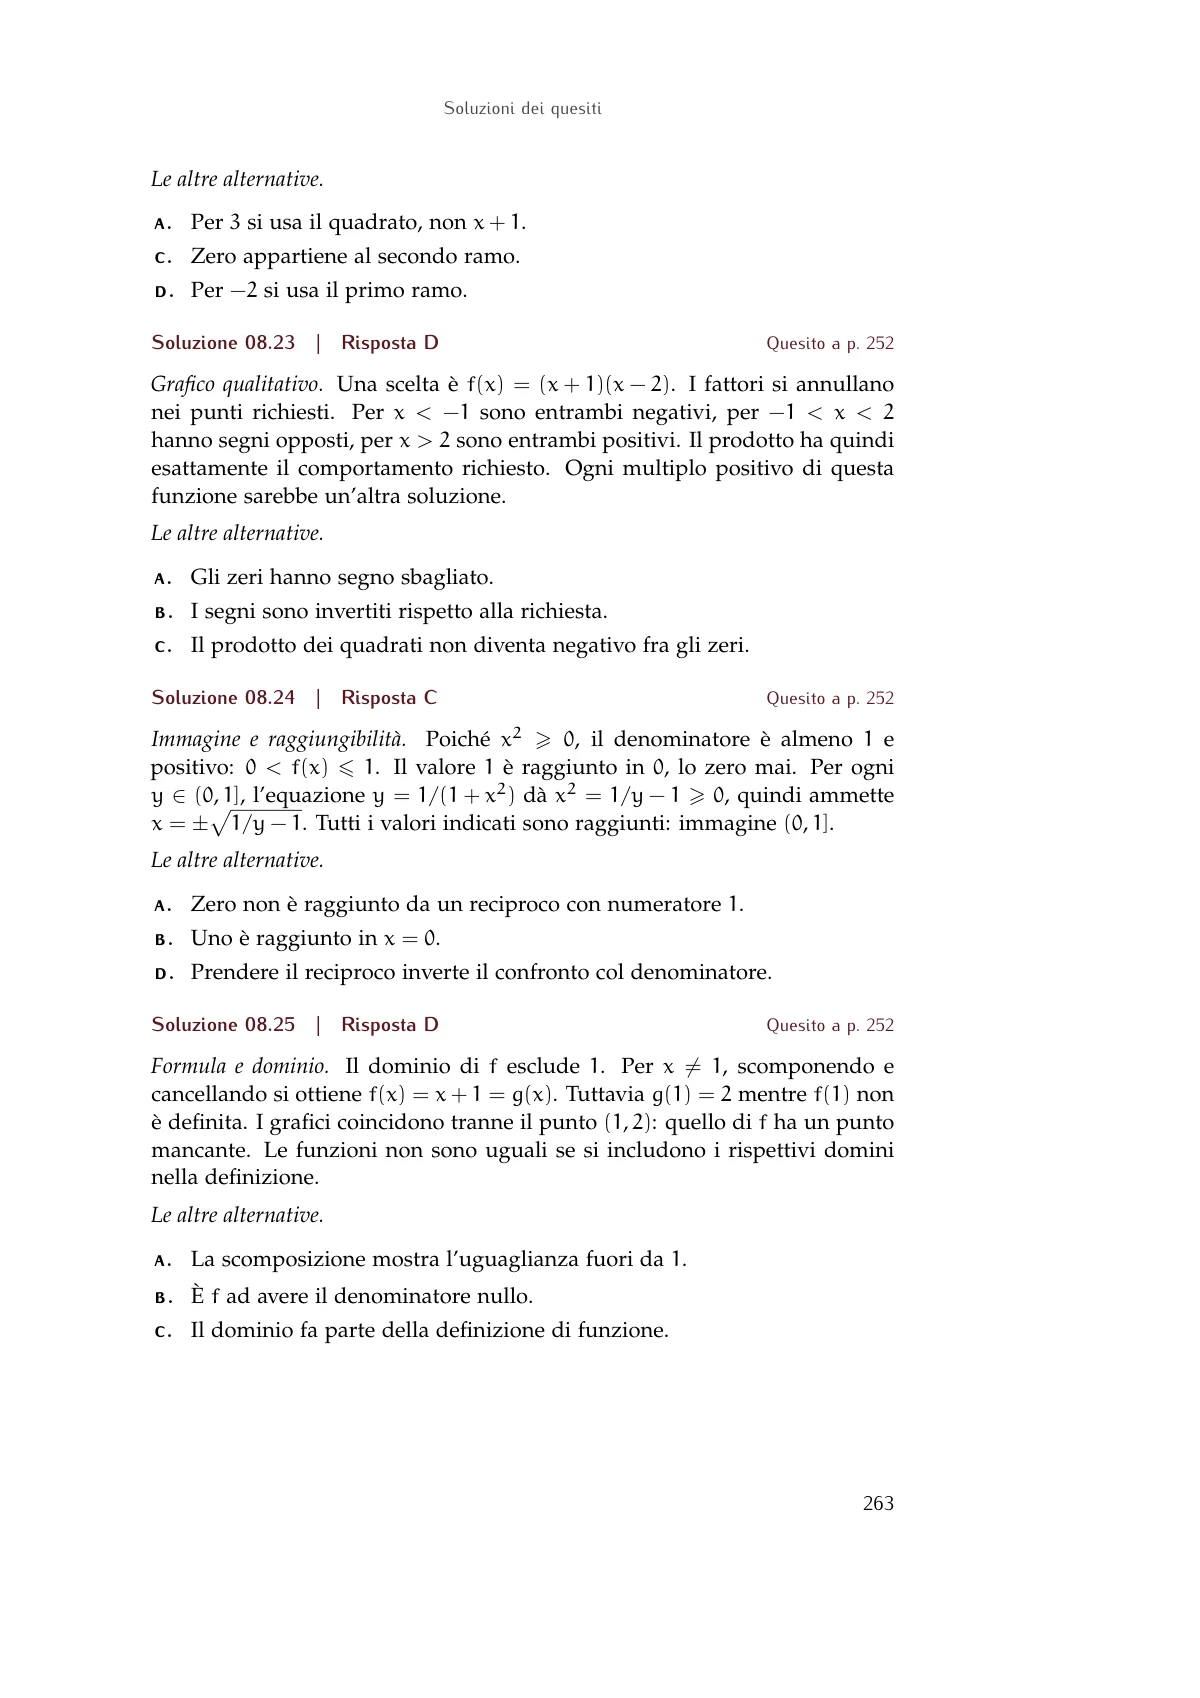 Soluzioni dei quesiti
Le altre alternative.
A. Per 3 si usa il quadrato, non x + 1.
C. Zero appartiene al secondo ramo.
D. Per −2 si usa il primo ramo.
Soluzione 08.23 | Risposta D Quesito a p. 252
Grafico qualitativo. Una scelta è f(x) = (x + 1)(x − 2). I fattori si annullano
nei punti richiesti. Per x < −1 sono entrambi negativi, per −1 < x < 2
hanno segni opposti, per x > 2 sono entrambi positivi. Il prodotto ha quindi
esattamente il comportamento richiesto. Ogni multiplo positivo di questa
funzione sarebbe un'altra soluzione.
Le altre alternative.
A. Gli zeri hanno segno sbagliato.
B. I segni sono invertiti rispetto alla richiesta.
C. Il prodotto dei quadrati non diventa negativo fra gli zeri.
Soluzione 08.24 | Risposta C Quesito a p. 252
Immagine e raggiungibilità. Poiché x² ⩾ 0, il denominatore è almeno 1 e
positivo: 0 < f(x) ⩽ 1. Il valore 1 è raggiunto in 0, lo zero mai. Per ogni
y ∈ (0, 1], l'equazione y = 1/(1 + x²) dà x² = 1/y − 1 ⩾ 0, quindi ammette
x = ±√(1/y − 1). Tutti i valori indicati sono raggiunti: immagine (0, 1].
Le altre alternative.
A. Zero non è raggiunto da un reciproco con numeratore 1.
B. Uno è raggiunto in x = 0.
D. Prendere il reciproco inverte il confronto col denominatore.
Soluzione 08.25 | Risposta D Quesito a p. 252
Formula e dominio. Il dominio di f esclude 1. Per x ≠ 1, scomponendo e
cancellando si ottiene f(x) = x + 1 = g(x). Tuttavia g(1) = 2 mentre f(1) non
è definita. I grafici coincidono tranne il punto (1, 2): quello di f ha un punto
mancante. Le funzioni non sono uguali se si includono i rispettivi domini
nella definizione.
Le altre alternative.
A. La scomposizione mostra l'uguaglianza fuori da 1.
B. È f ad avere il denominatore nullo.
C. Il dominio fa parte della definizione di funzione.
263